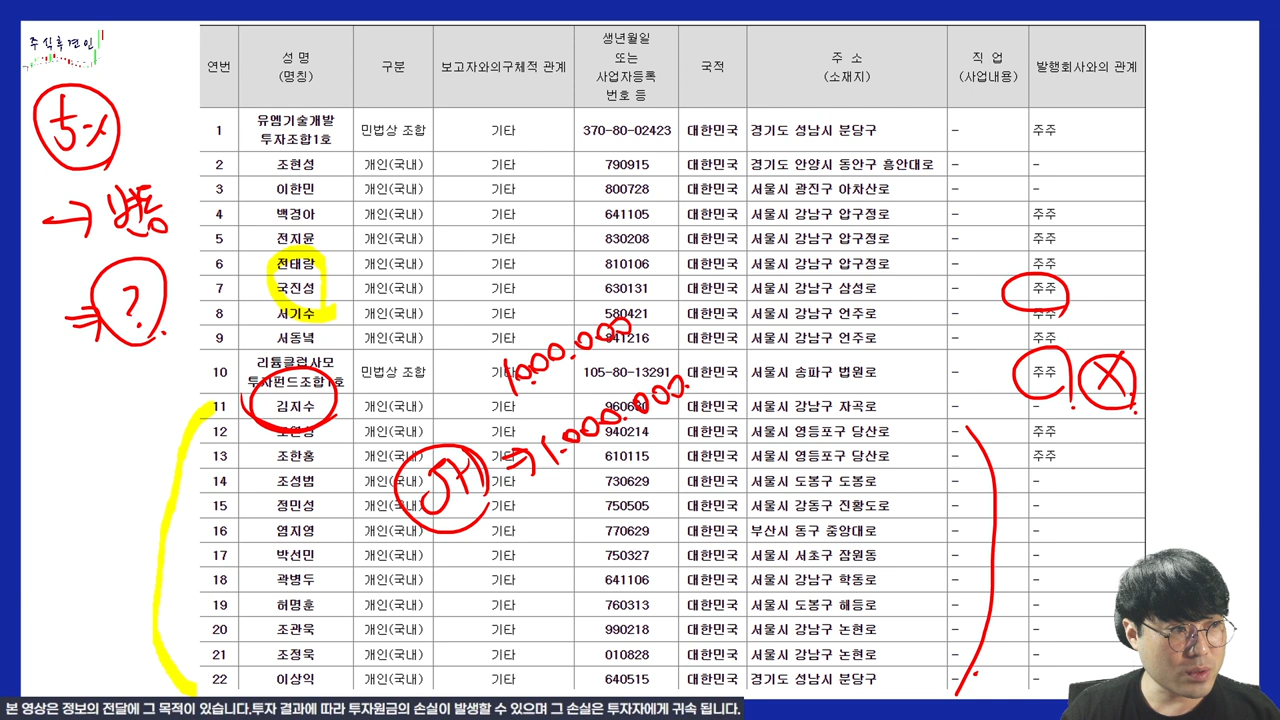 주식후견인
5%
→ 변동
⇒ ?
연번 성 명 (명칭) 구분 보고자와의구체적 관계 생년월일 또는 사업자등록 번호 등 국적 주 소 (소재지) 직 업 (사업내용) 발행회사와의 관계
1 유엠기술개발 투자조합1호 민법상 조합 기타 370-80-02423 대한민국 경기도 성남시 분당구 - 주주
2 조현성 개인(국내) 기타 790915 대한민국 경기도 안양시 동안구 흥안대로 - -
3 이한민 개인(국내) 기타 800728 대한민국 서울시 광진구 아차산로 - -
4 백경아 개인(국내) 기타 641105 대한민국 서울시 강남구 압구정로 - 주주
5 전지윤 개인(국내) 기타 830208 대한민국 서울시 강남구 압구정로 - 주주
6 전태랑 개인(국내) 기타 810106 대한민국 서울시 강남구 압구정로 - 주주
7 국진성 개인(국내) 기타 630131 대한민국 서울시 강남구 삼성로 - 주주
8 서기수 개인(국내) 기타 580421 대한민국 서울시 강남구 언주로 - 주주
9 서동녘 개인(국내) 기타 841216 대한민국 서울시 강남구 언주로 - 주주
1.000.000
10 리튬클럽사모 투자펀드조합1호 민법상 조합 기타 105-80-13291 대한민국 서울시 송파구 법원로 - 주주 X
11 김지수 개인(국내) 기타 대한민국 서울시 강남구 자곡로 - -
⇒ 1.000.000.
12 개인(국내) 기타 940214 대한민국 서울시 영등포구 당산로 - 주주
13 조한홍 개인(국내) 기타 610115 대한민국 서울시 영등포구 당산로 - 주주
14 조성범 개인(국내) 기타 730629 대한민국 서울시 도봉구 도봉로 - -
15 정민성 개인(국내) 기타 750505 대한민국 서울시 강동구 진황도로 - -
16 염지영 개인(국내) 기타 770629 대한민국 부산시 동구 중앙대로 - -
17 박선민 개인(국내) 기타 750327 대한민국 서울시 서초구 잠원동 - -
18 곽병두 개인(국내) 기타 641106 대한민국 서울시 강남구 학동로 - -
19 허명훈 개인(국내) 기타 760313 대한민국 서울시 도봉구 해등로 - -
20 조관욱 개인(국내) 기타 990218 대한민국 서울시 강남구 논현로 - -
21 조정욱 개인(국내) 기타 010828 대한민국 서울시 강남구 논현로 -
22 이상익 개인(국내) 기타 640515 대한민국 경기도 성남시 분당구 -
본 영상은 정보의 전달에 그 목적이 있습니다.투자 결과에 따라 투자원금의 손실이 발생할 수 있으며 그 손실은 투자자에게 귀속 됩니다.